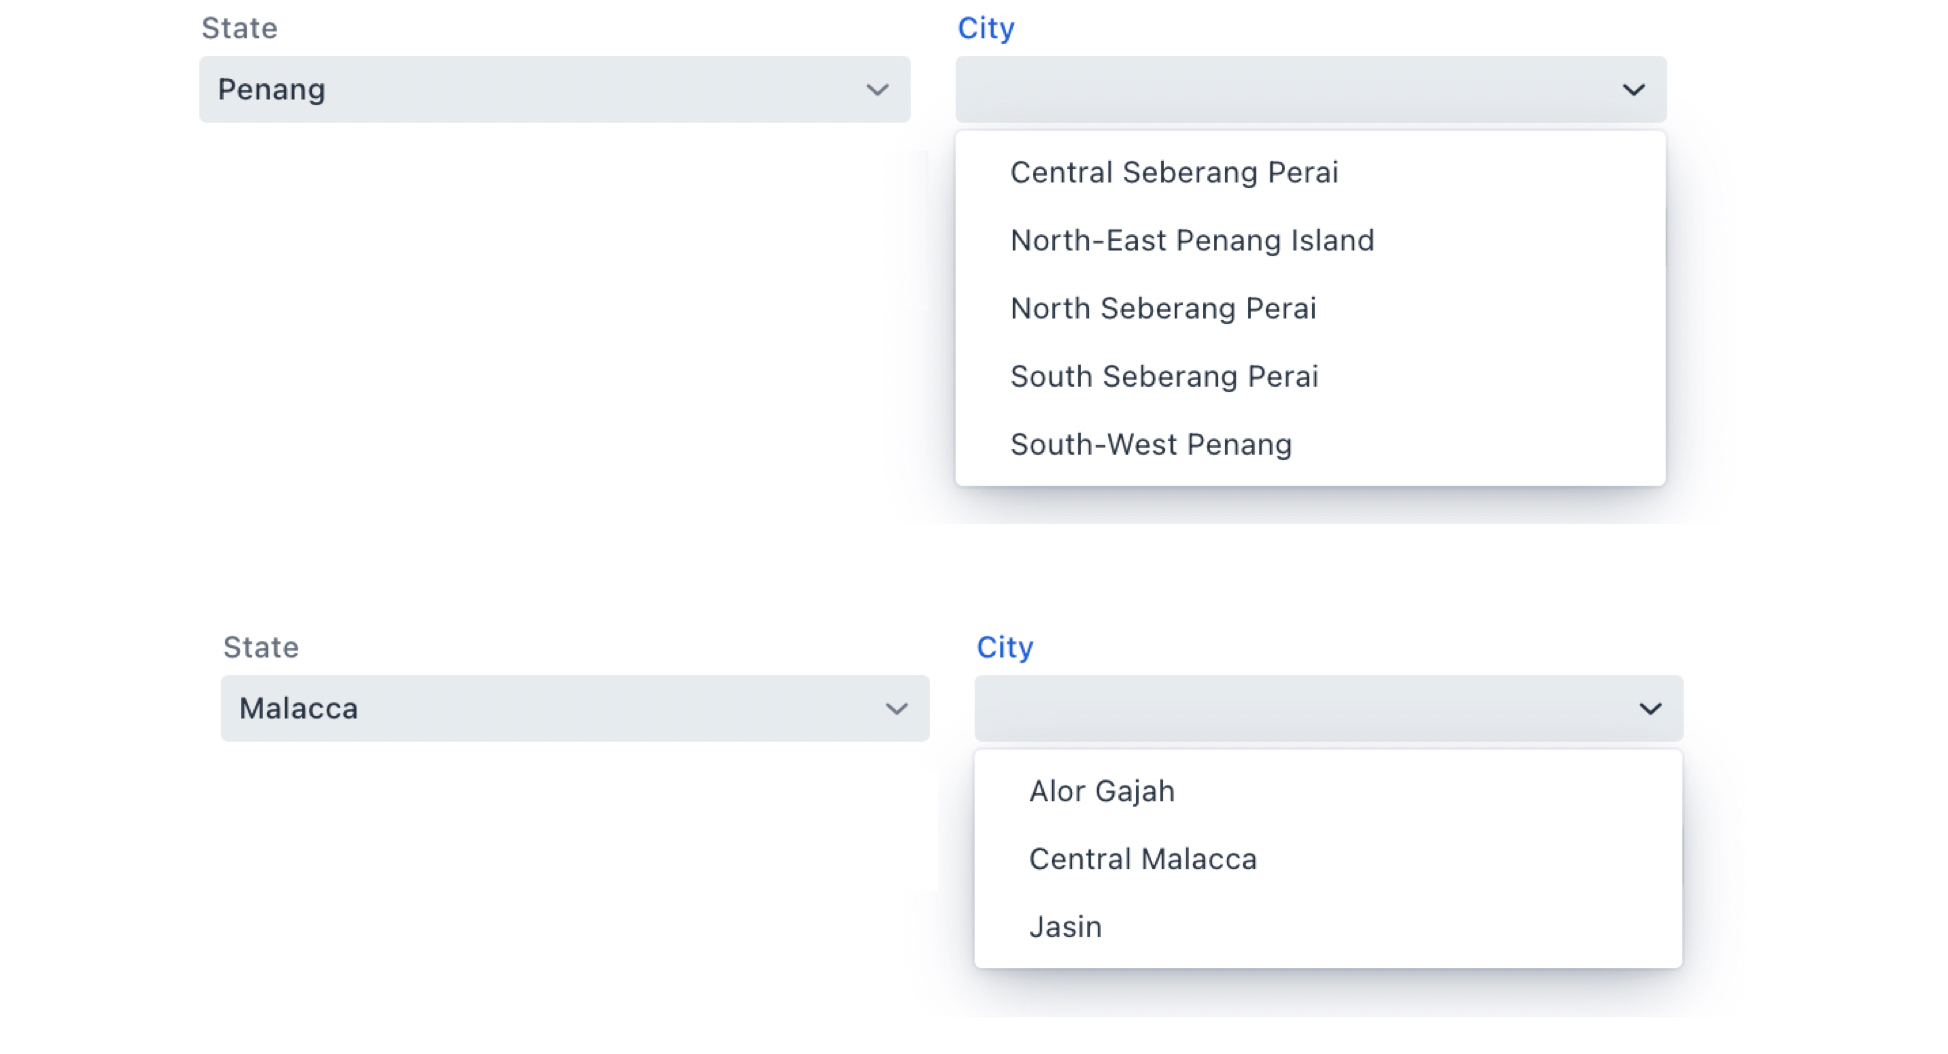 State
City
Penang
Central Seberang Perai
North-East Penang Island
North Seberang Perai
South Seberang Perai
South-West Penang
State
City
Malacca
Alor Gajah
Central Malacca
Jasin